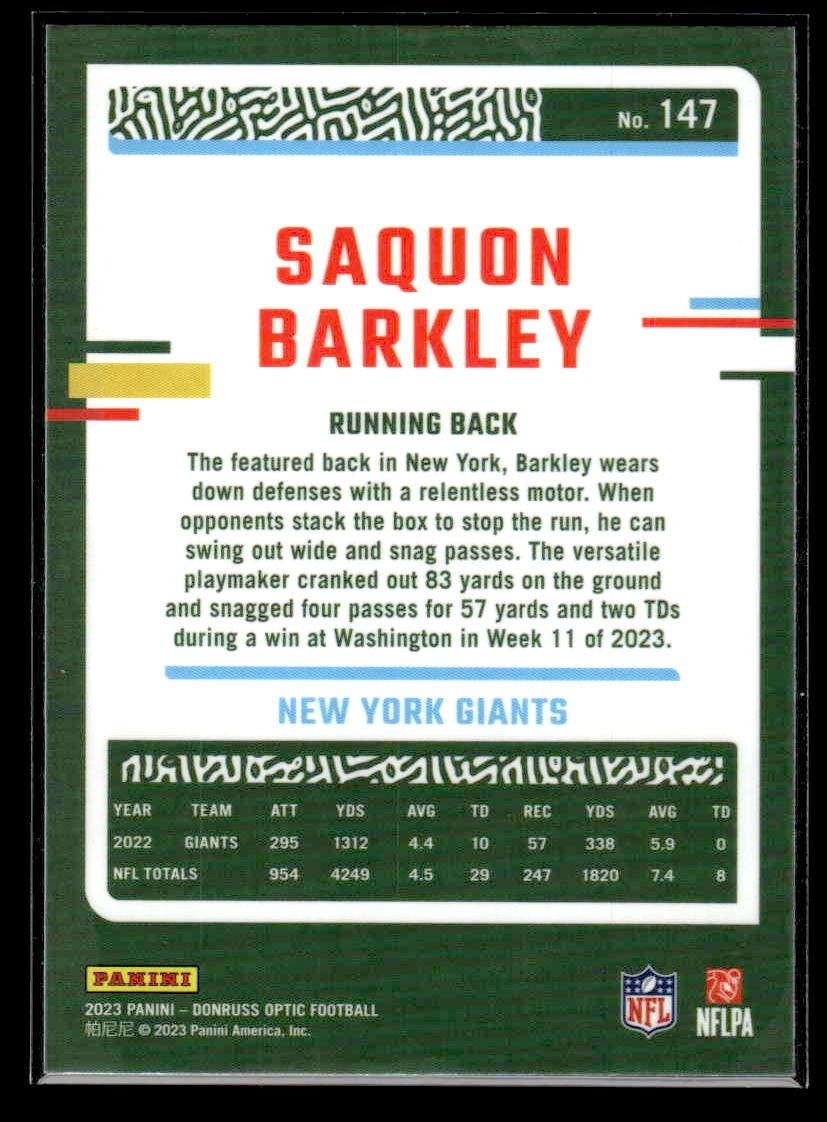 No. 147
SAQUON
BARKLEY
RUNNING BACK
The featured back in New York, Barkley wears
down defenses with a relentless motor. When
opponents stack the box to stop the run, he can
swing out wide and snag passes. The versatile
playmaker cranked out 83 yards on the ground
and snagged four passes for 57 yards and two TDs
during a win at Washington in Week 11 of 2023.
NEW YORK GIANTS
YEAR TEAM ATT YDS AVG TD REC YDS AVG TD
2022 GIANTS 295 1312 4.4 10 57 338 5.9 0
NFL TOTALS 954 4249 4.5 29 247 1820 7.4 8
PANINI
2023 PANINI – DONRUSS OPTIC FOOTBALL
帕尼尼 © 2023 Panini America, Inc.
NFL
NFLPA